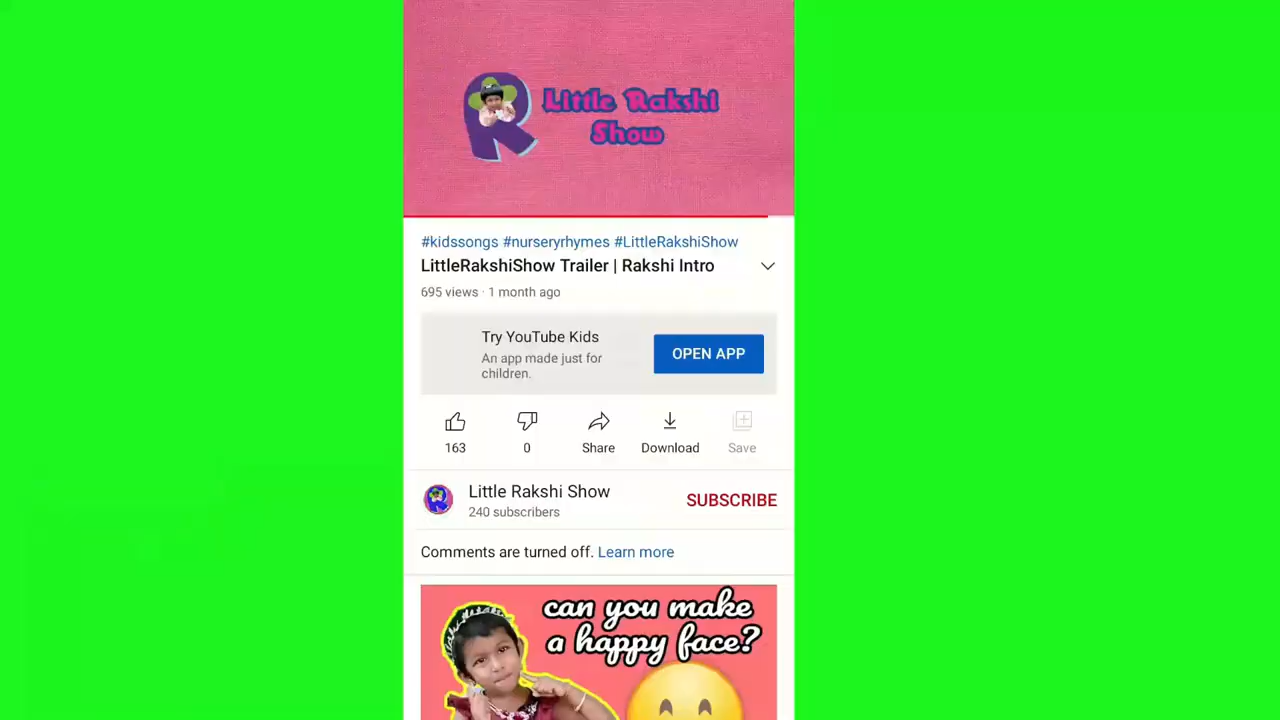 Little Rakshi
Show
#kidssongs #nurseryrhymes #LittleRakshiShow
LittleRakshiShow Trailer | Rakshi Intro
695 views · 1 month ago
Try YouTube Kids
An app made just for
children.
OPEN APP
163
0
Share
Download
Save
Little Rakshi Show
240 subscribers
SUBSCRIBE
Comments are turned off. Learn more
can you make
a happy face?